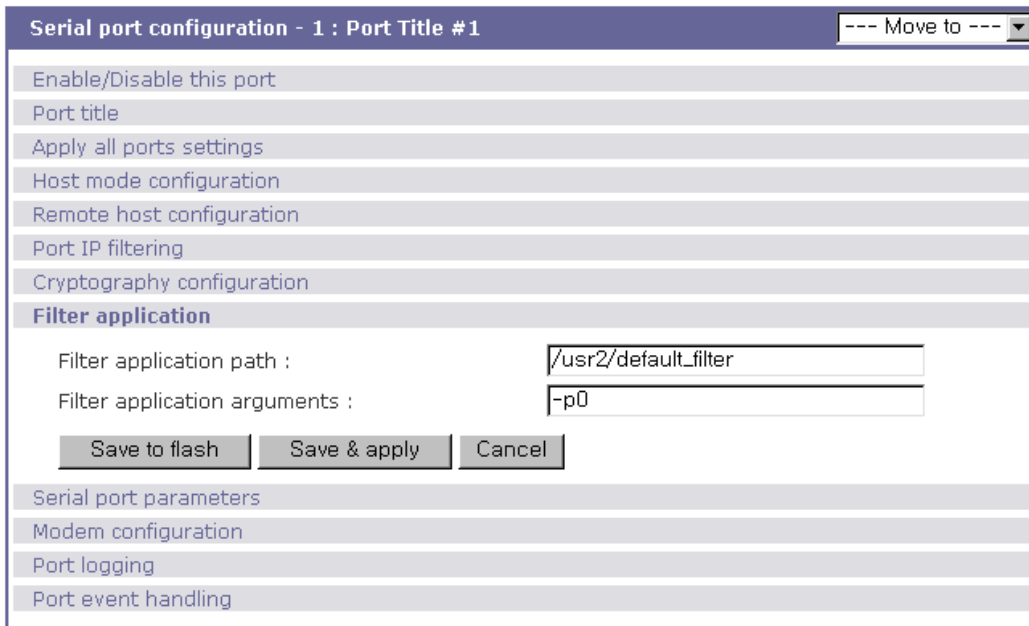 Serial port configuration - 1 : Port Title #1 --- Move to ---
Enable/Disable this port
Port title
Apply all ports settings
Host mode configuration
Remote host configuration
Port IP filtering
Cryptography configuration
Filter application
Filter application path : /usr2/default_filter
Filter application arguments : -p0
Save to flash Save & apply Cancel
Serial port parameters
Modem configuration
Port logging
Port event handling